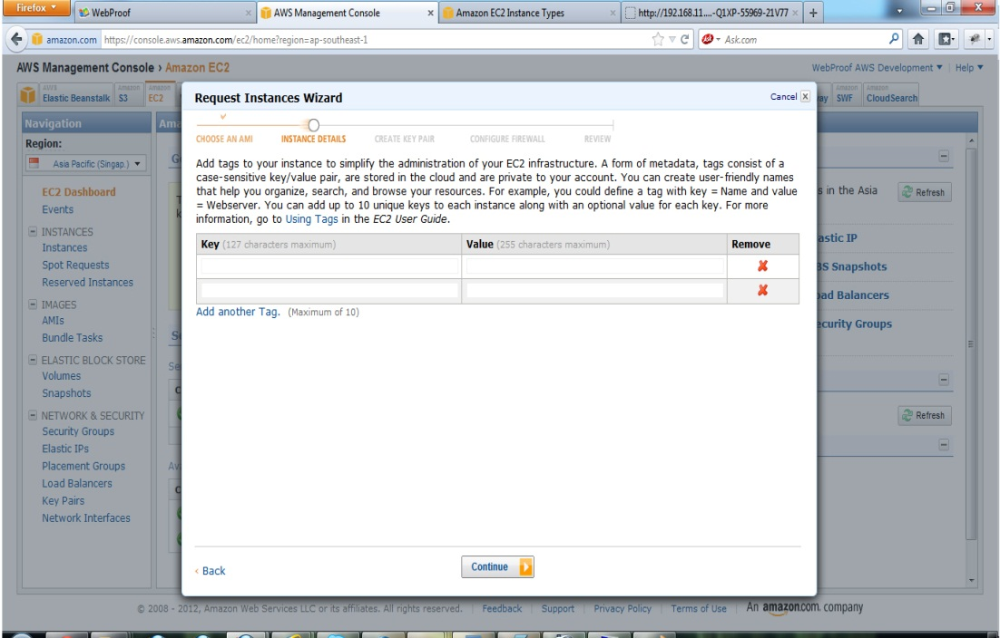 Firefox
WebProof
AWS Management Console
Amazon EC2 Instance Types
http://192.168.11....-Q1XP-55969-21V77
amazon.com https://console.aws.amazon.com/ec2/home?region=ap-southeast-1
Ask.com
AWS Management Console › Amazon EC2
WebProof AWS Development
Help
AWS
Elastic Beanstalk
Amazon
S3
Amazon
EC2
ay
Amazon
SWF
Amazon
CloudSearch
Navigation
Region:
Asia Pacific (Singap.)
EC2 Dashboard
Events
INSTANCES
Instances
Spot Requests
Reserved Instances
IMAGES
AMIs
Bundle Tasks
ELASTIC BLOCK STORE
Volumes
Snapshots
NETWORK & SECURITY
Security Groups
Elastic IPs
Placement Groups
Load Balancers
Key Pairs
Network Interfaces
Request Instances Wizard
Cancel
CHOOSE AN AMI
INSTANCE DETAILS
CREATE KEY PAIR
CONFIGURE FIREWALL
REVIEW
Add tags to your instance to simplify the administration of your EC2 infrastructure. A form of metadata, tags consist of a
case-sensitive key/value pair, are stored in the cloud and are private to your account. You can create user-friendly names
that help you organize, search, and browse your resources. For example, you could define a tag with key = Name and value
= Webserver. You can add up to 10 unique keys to each instance along with an optional value for each key. For more
information, go to Using Tags in the EC2 User Guide.
Key (127 characters maximum)
Value (255 characters maximum)
Remove
Add another Tag. (Maximum of 10)
‹ Back
Continue
s in the Asia
Refresh
astic IP
BS Snapshots
oad Balancers
ecurity Groups
Refresh
© 2008 - 2012, Amazon Web Services LLC or its affiliates. All rights reserved.
Feedback
Support
Privacy Policy
Terms of Use
An amazon.com. company